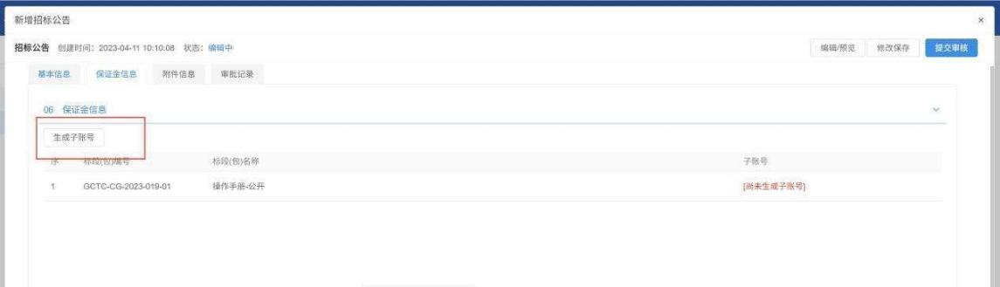 新增招标公告 ×
招标公告 创建时间：2023-04-11 10:10:08 状态：编辑中 编辑/预览 修改保存 提交审核
基本信息 保证金信息 附件信息 审批记录
06 保证金信息
生成子账号
序 标段(包)编号 标段(包)名称 子账号
1 GCTC-CG-2023-019-01 操作手册-公开 [尚未生成子账号]